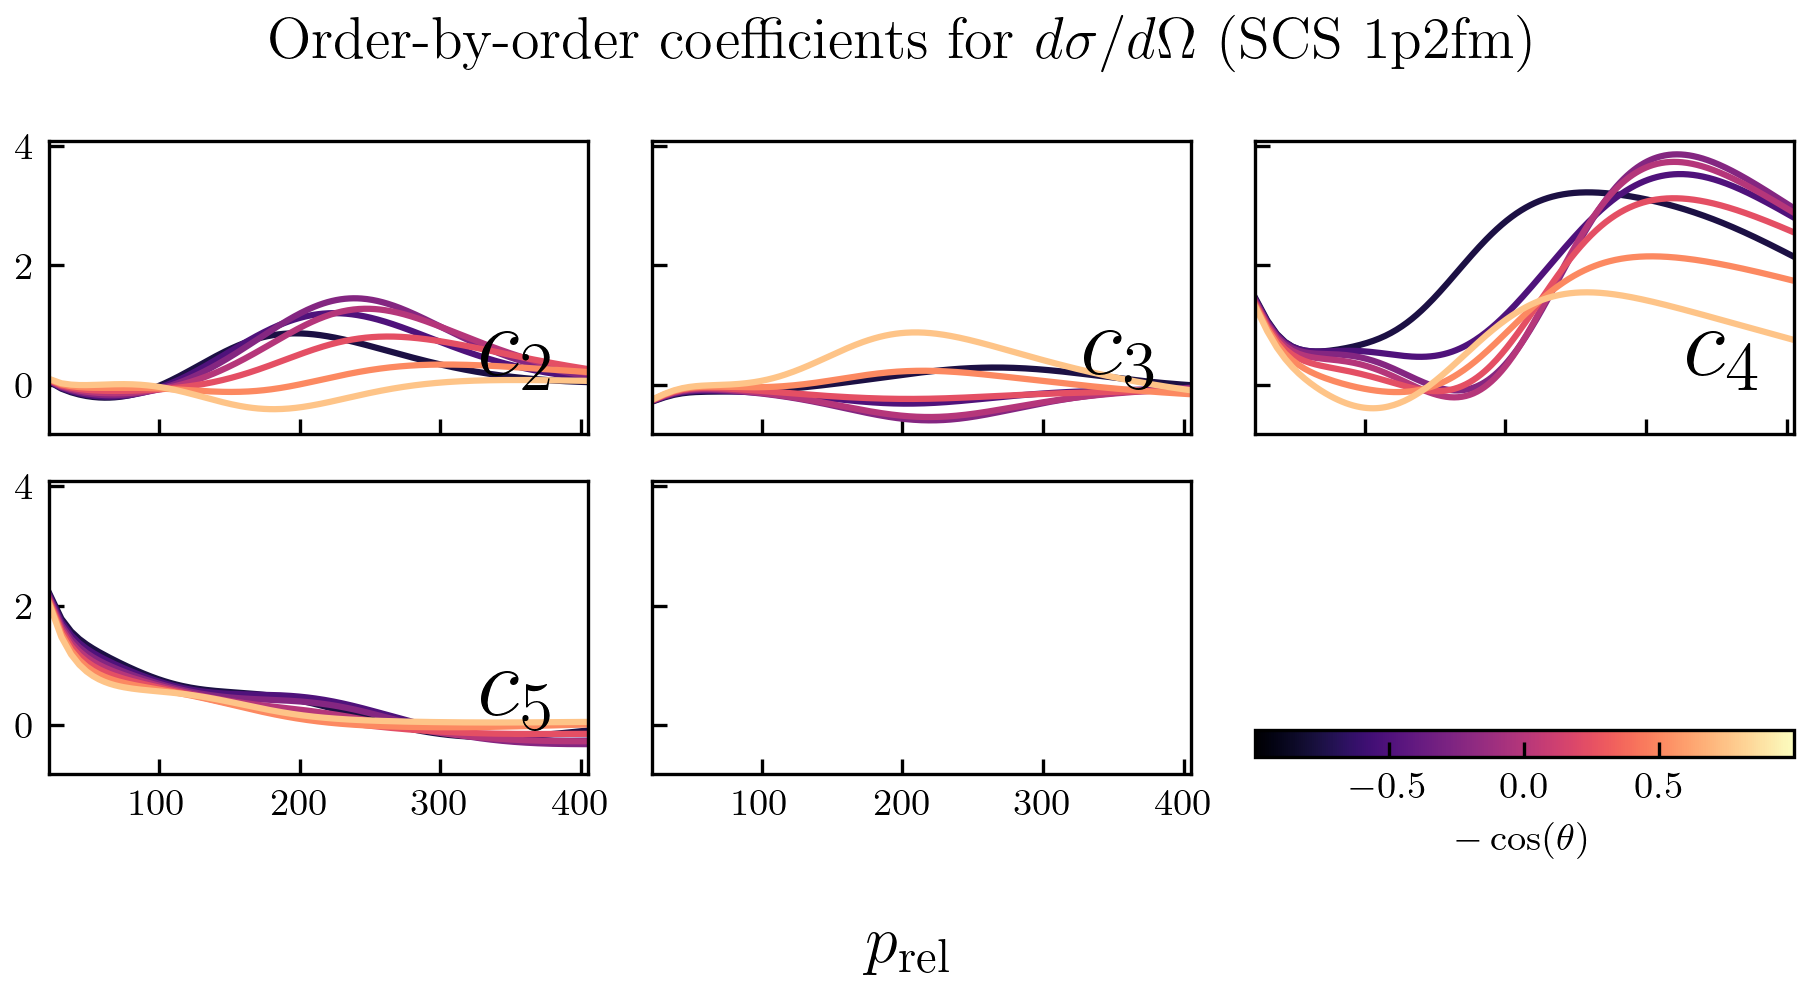 Order-by-order coefficients for dσ/dΩ (SCS 1p2fm)
4
2
0
c₂
c₃
c₄
4
2
0
c₅
100 200 300 400
100 200 300 400
−0.5 0.0 0.5
− cos(θ)
p_rel